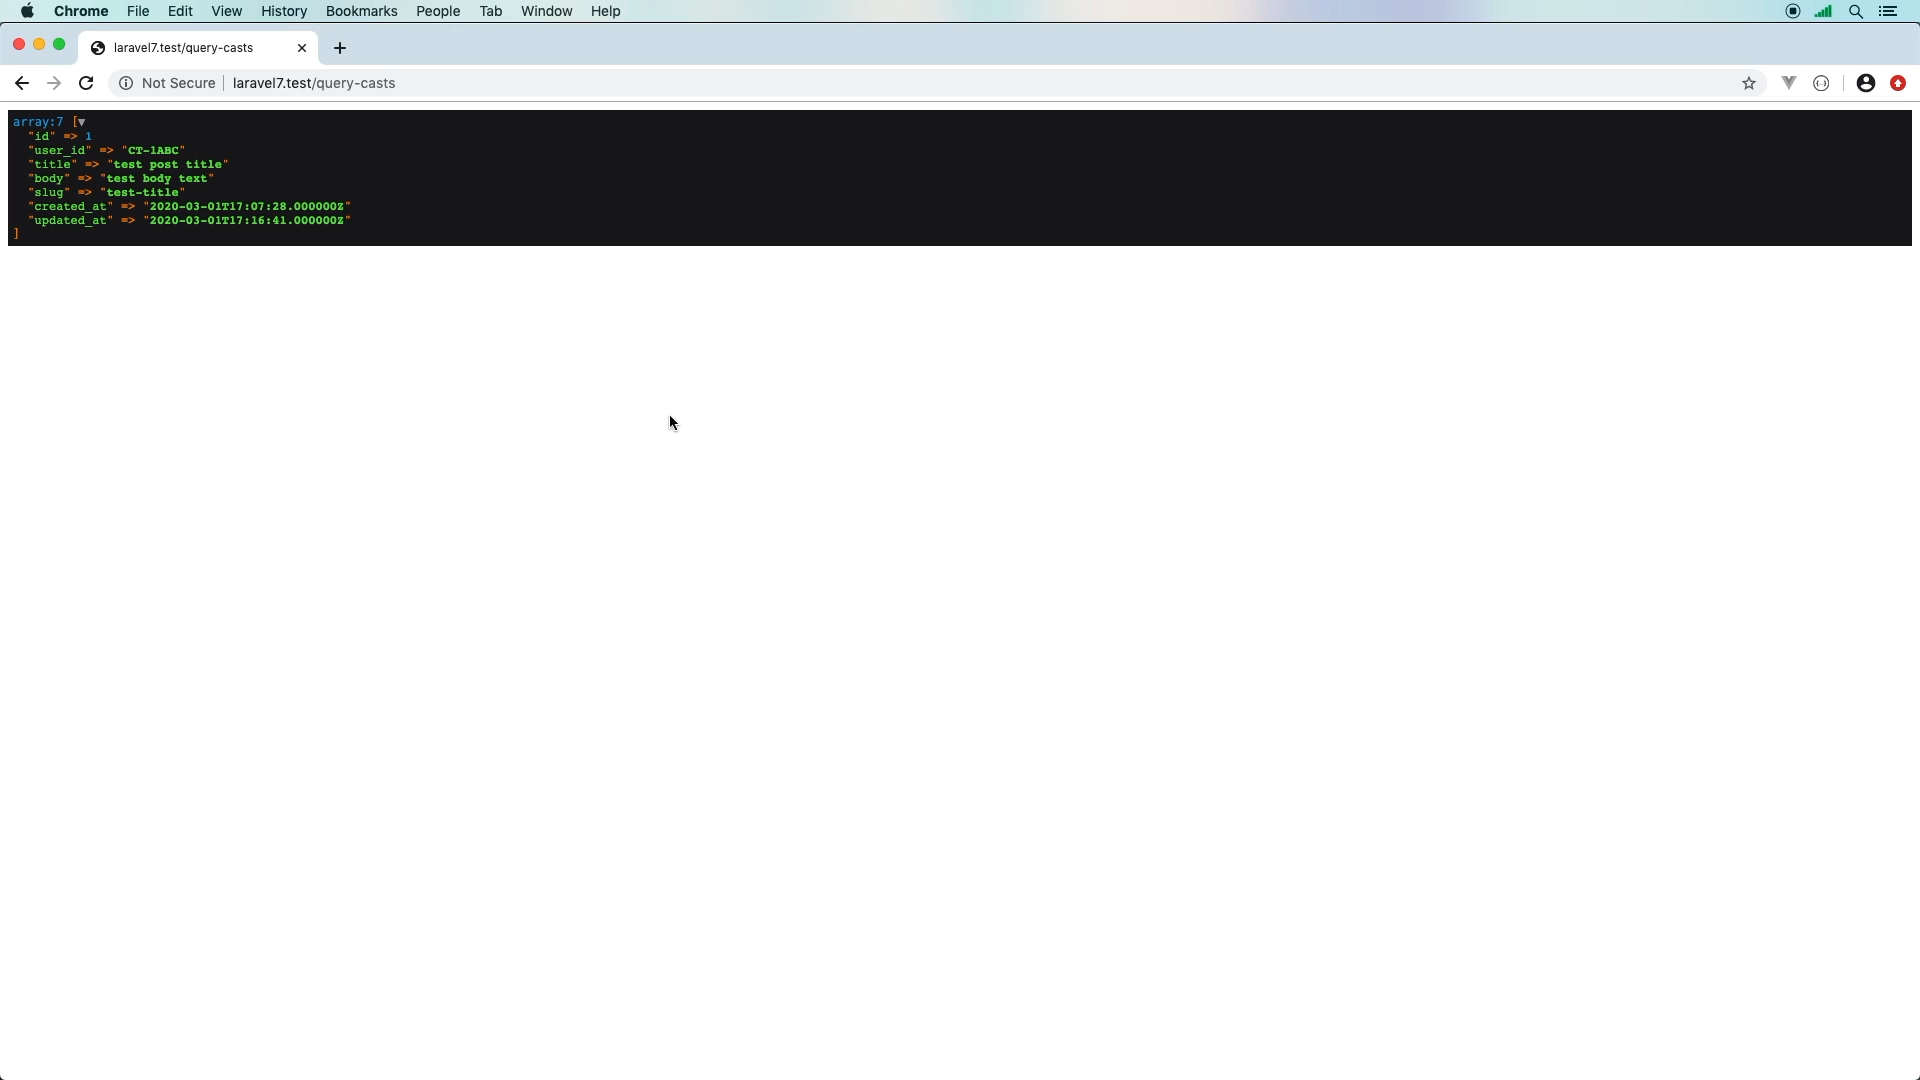 Chrome File Edit View History Bookmarks People Tab Window Help
laravel7.test/query-casts
Not Secure laravel7.test/query-casts
array:7 [▼
"id" => 1
"user_id" => "CT-1ABC"
"title" => "test post title"
"body" => "test body text"
"slug" => "test-title"
"created_at" => "2020-03-01T17:07:28.000000Z"
"updated_at" => "2020-03-01T17:16:41.000000Z"
]